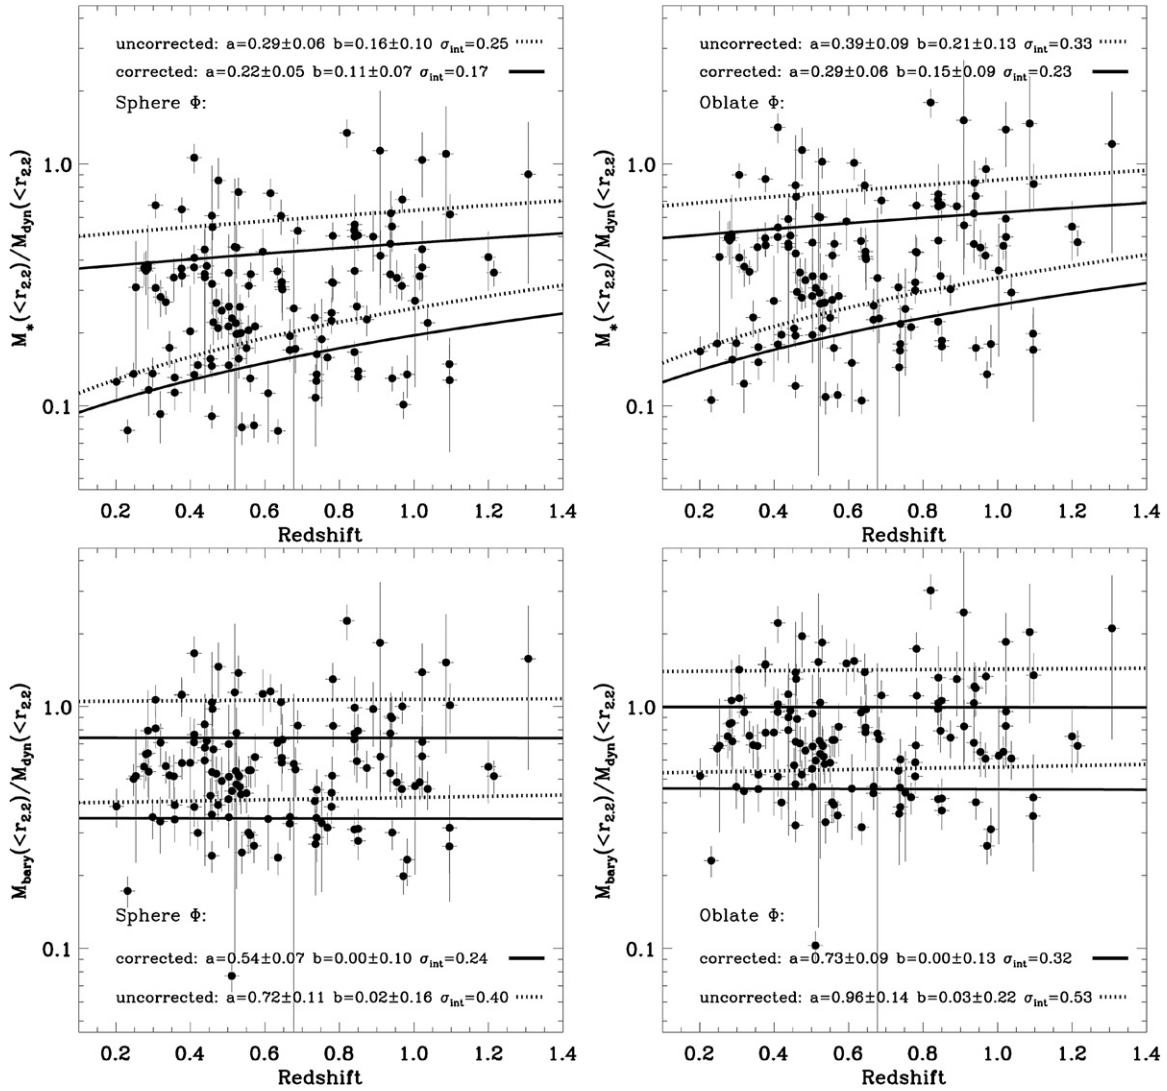 uncorrected: a=0.29±0.06 b=0.16±0.10 σint=0.25
corrected: a=0.22±0.05 b=0.11±0.07 σint=0.17
Sphere Φ:
1.0
0.1
M*(<r2.2)/Mdyn(<r2.2)
0.2 0.4 0.6 0.8 1.0 1.2 1.4
Redshift
uncorrected: a=0.39±0.09 b=0.21±0.13 σint=0.33
corrected: a=0.29±0.06 b=0.15±0.09 σint=0.23
Oblate Φ:
1.0
0.1
M*(<r2.2)/Mdyn(<r2.2)
0.2 0.4 0.6 0.8 1.0 1.2 1.4
Redshift
1.0
0.1
Mbary(<r2.2)/Mdyn(<r2.2)
Sphere Φ:
corrected: a=0.54±0.07 b=0.00±0.10 σint=0.24
uncorrected: a=0.72±0.11 b=0.02±0.16 σint=0.40
0.2 0.4 0.6 0.8 1.0 1.2 1.4
Redshift
1.0
0.1
Mbary(<r2.2)/Mdyn(<r2.2)
Oblate Φ:
corrected: a=0.73±0.09 b=0.00±0.13 σint=0.32
uncorrected: a=0.96±0.14 b=0.03±0.22 σint=0.53
0.2 0.4 0.6 0.8 1.0 1.2 1.4
Redshift